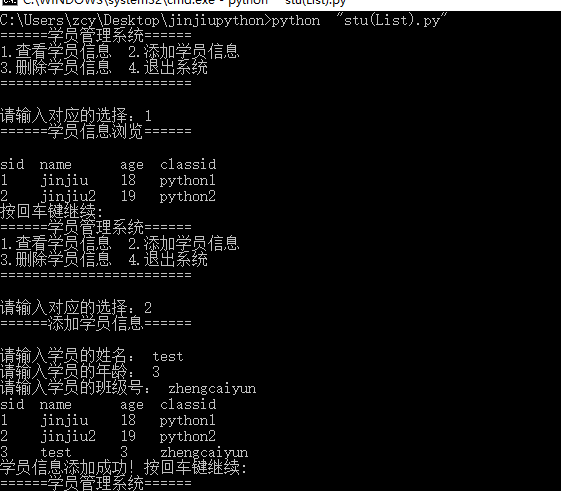 C:\WINDOWS\system32\cmd.exe - python "stu(List).py"
C:\Users\zcy\Desktop\jinjiupython>python  "stu(List).py"
======学员管理系统======
1.查看学员信息  2.添加学员信息
3.删除学员信息  4.退出系统
========================
请输入对应的选择: 1
======学员信息浏览======
sid  name      age  classid
1    jinjiu    18   python1
2    jinjiu2   19   python2
按回车键继续:
======学员管理系统======
1.查看学员信息  2.添加学员信息
3.删除学员信息  4.退出系统
========================
请输入对应的选择: 2
======添加学员信息======
请输入学员的姓名： test
请输入学员的年龄： 3
请输入学员的班级号： zhengcaiyun
sid  name      age  classid
1    jinjiu    18   python1
2    jinjiu2   19   python2
3    test      3    zhengcaiyun
学员信息添加成功！按回车键继续:
======学员管理系统======